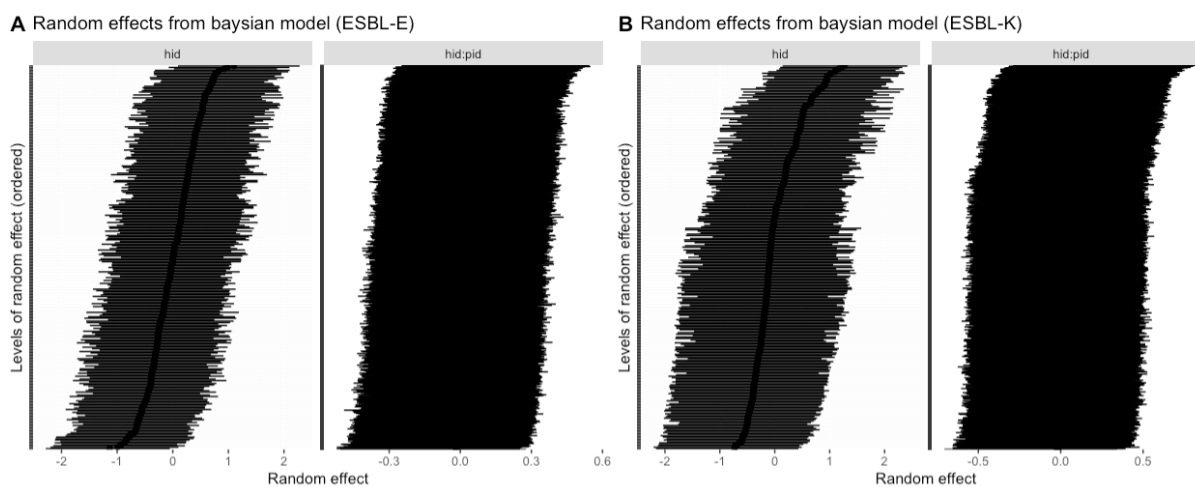 A Random effects from baysian model (ESBL-E)
hid
hid:pid
Levels of random effect (ordered)
-2 -1 0 1 2
-0.3 0.0 0.3 0.6
Random effect
B Random effects from baysian model (ESBL-K)
hid
hid:pid
Levels of random effect (ordered)
-2 -1 0 1 2
-0.5 0.0 0.5
Random effect